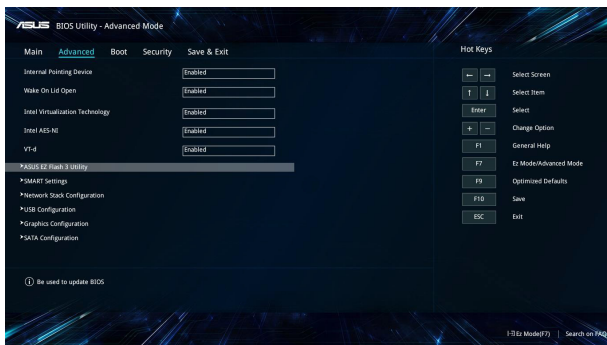 ASUS BIOS Utility - Advanced Mode
Main Advanced Boot Security Save & Exit
Internal Pointing Device Enabled
Wake On Lid Open Enabled
Intel Virtualization Technology Enabled
Intel AES-NI Enabled
VT-d Enabled
ASUS EZ Flash 3 Utility
SMART Settings
Network Stack Configuration
USB Configuration
Graphics Configuration
SATA Configuration
Be used to update BIOS
Hot Keys
← → Select Screen
↑ ↓ Select Item
Enter Select
+ − Change Option
F1 General Help
F7 Ez Mode/Advanced Mode
F9 Optimized Defaults
F10 Save
ESC Exit
Ez Mode(F7) | Search on FAQ